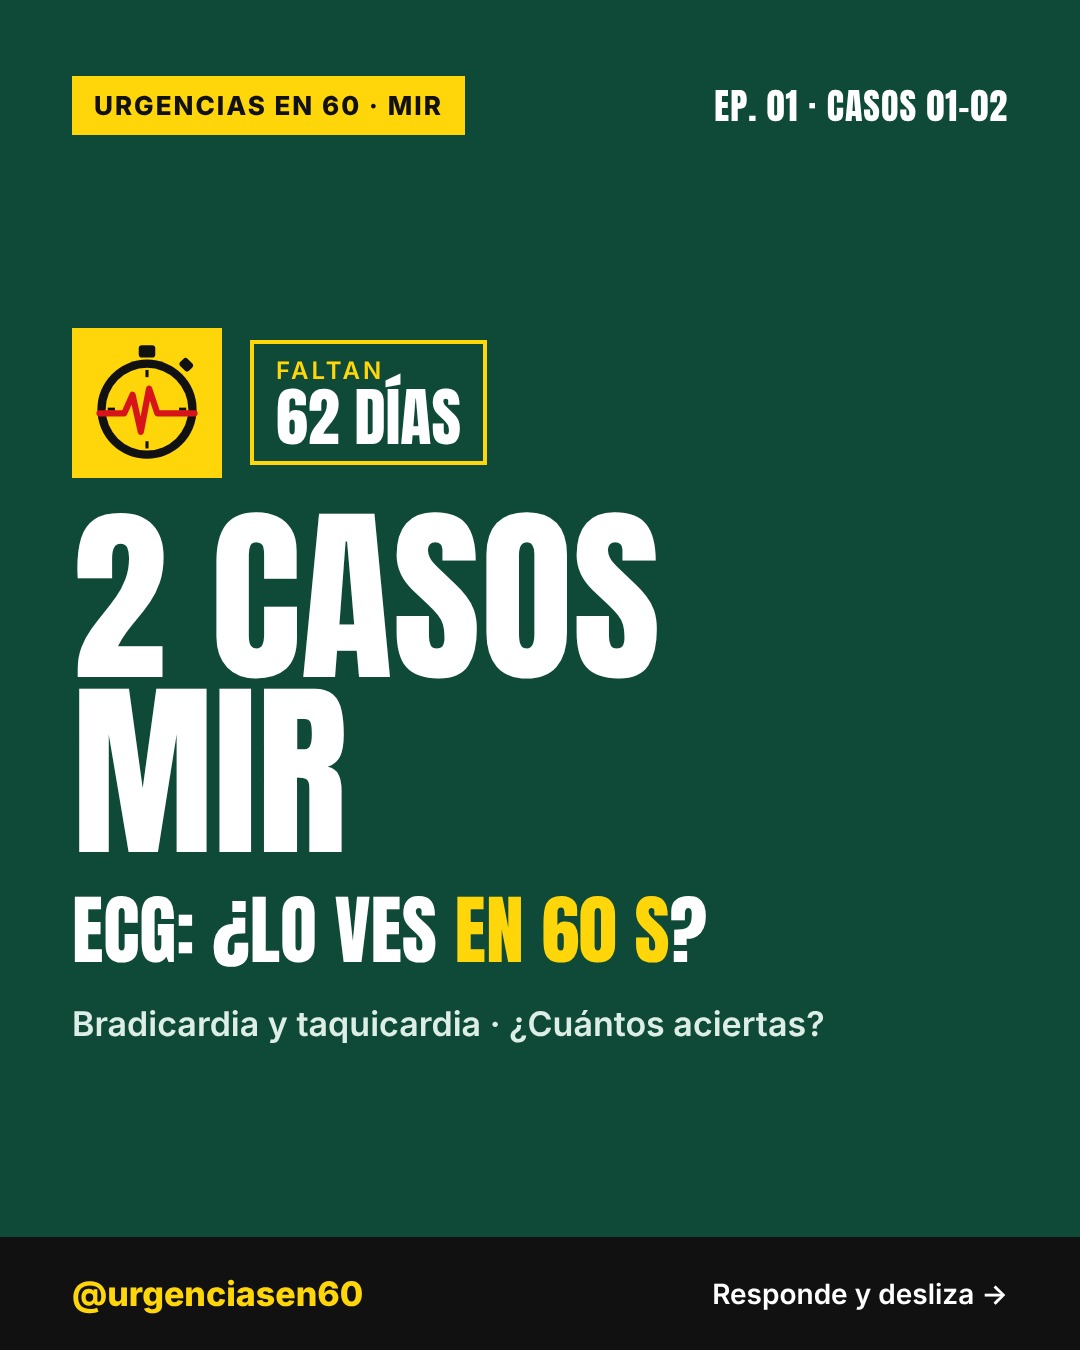 URGENCIAS EN 60 · MIR
EP. 01 · CASOS 01-02
FALTAN
62 DÍAS
2 CASOS
MIR
ECG: ¿LO VES EN 60 S?
Bradicardia y taquicardia · ¿Cuántos aciertas?
@urgenciasen60
Responde y desliza →